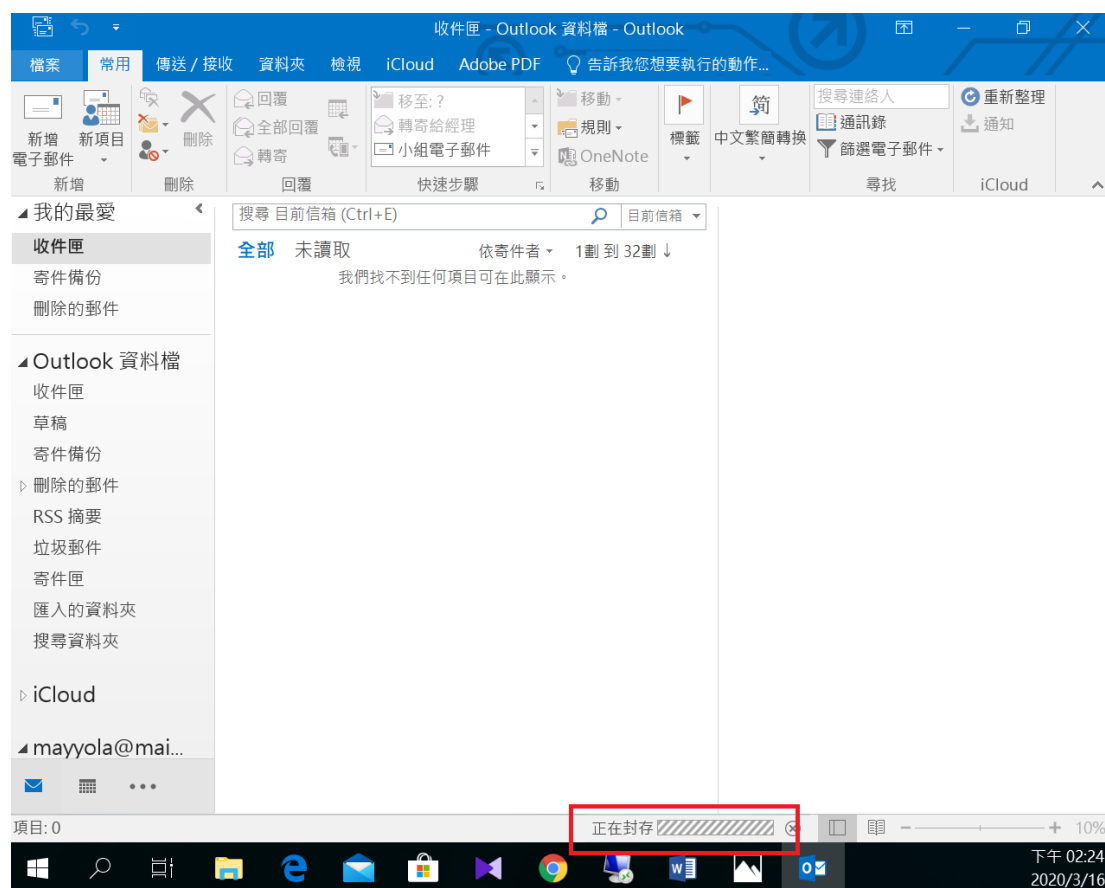 收件匣 - Outlook 資料檔 - Outlook
檔案 常用 傳送 / 接收 資料夾 檢視 iCloud Adobe PDF 告訴我您想要執行的動作...
新增
電子郵件
新項目
刪除
回覆
全部回覆
轉寄
移至: ?
轉寄給經理
小組電子郵件
移動
規則
OneNote
標籤
简
中文繁簡轉換
搜尋連絡人
通訊錄
篩選電子郵件
重新整理
通知
新增 刪除 回覆 快速步驟 移動 尋找 iCloud
我的最愛
收件匣
寄件備份
刪除的郵件
Outlook 資料檔
收件匣
草稿
寄件備份
刪除的郵件
RSS 摘要
垃圾郵件
寄件匣
匯入的資料夾
搜尋資料夾
iCloud
mayyola@mai...
搜尋 目前信箱 (Ctrl+E) 目前信箱
全部 未讀取 依寄件者 1劃 到 32劃 ↓
我們找不到任何項目可在此顯示。
項目: 0 正在封存 10%
下午 02:24
2020/3/16